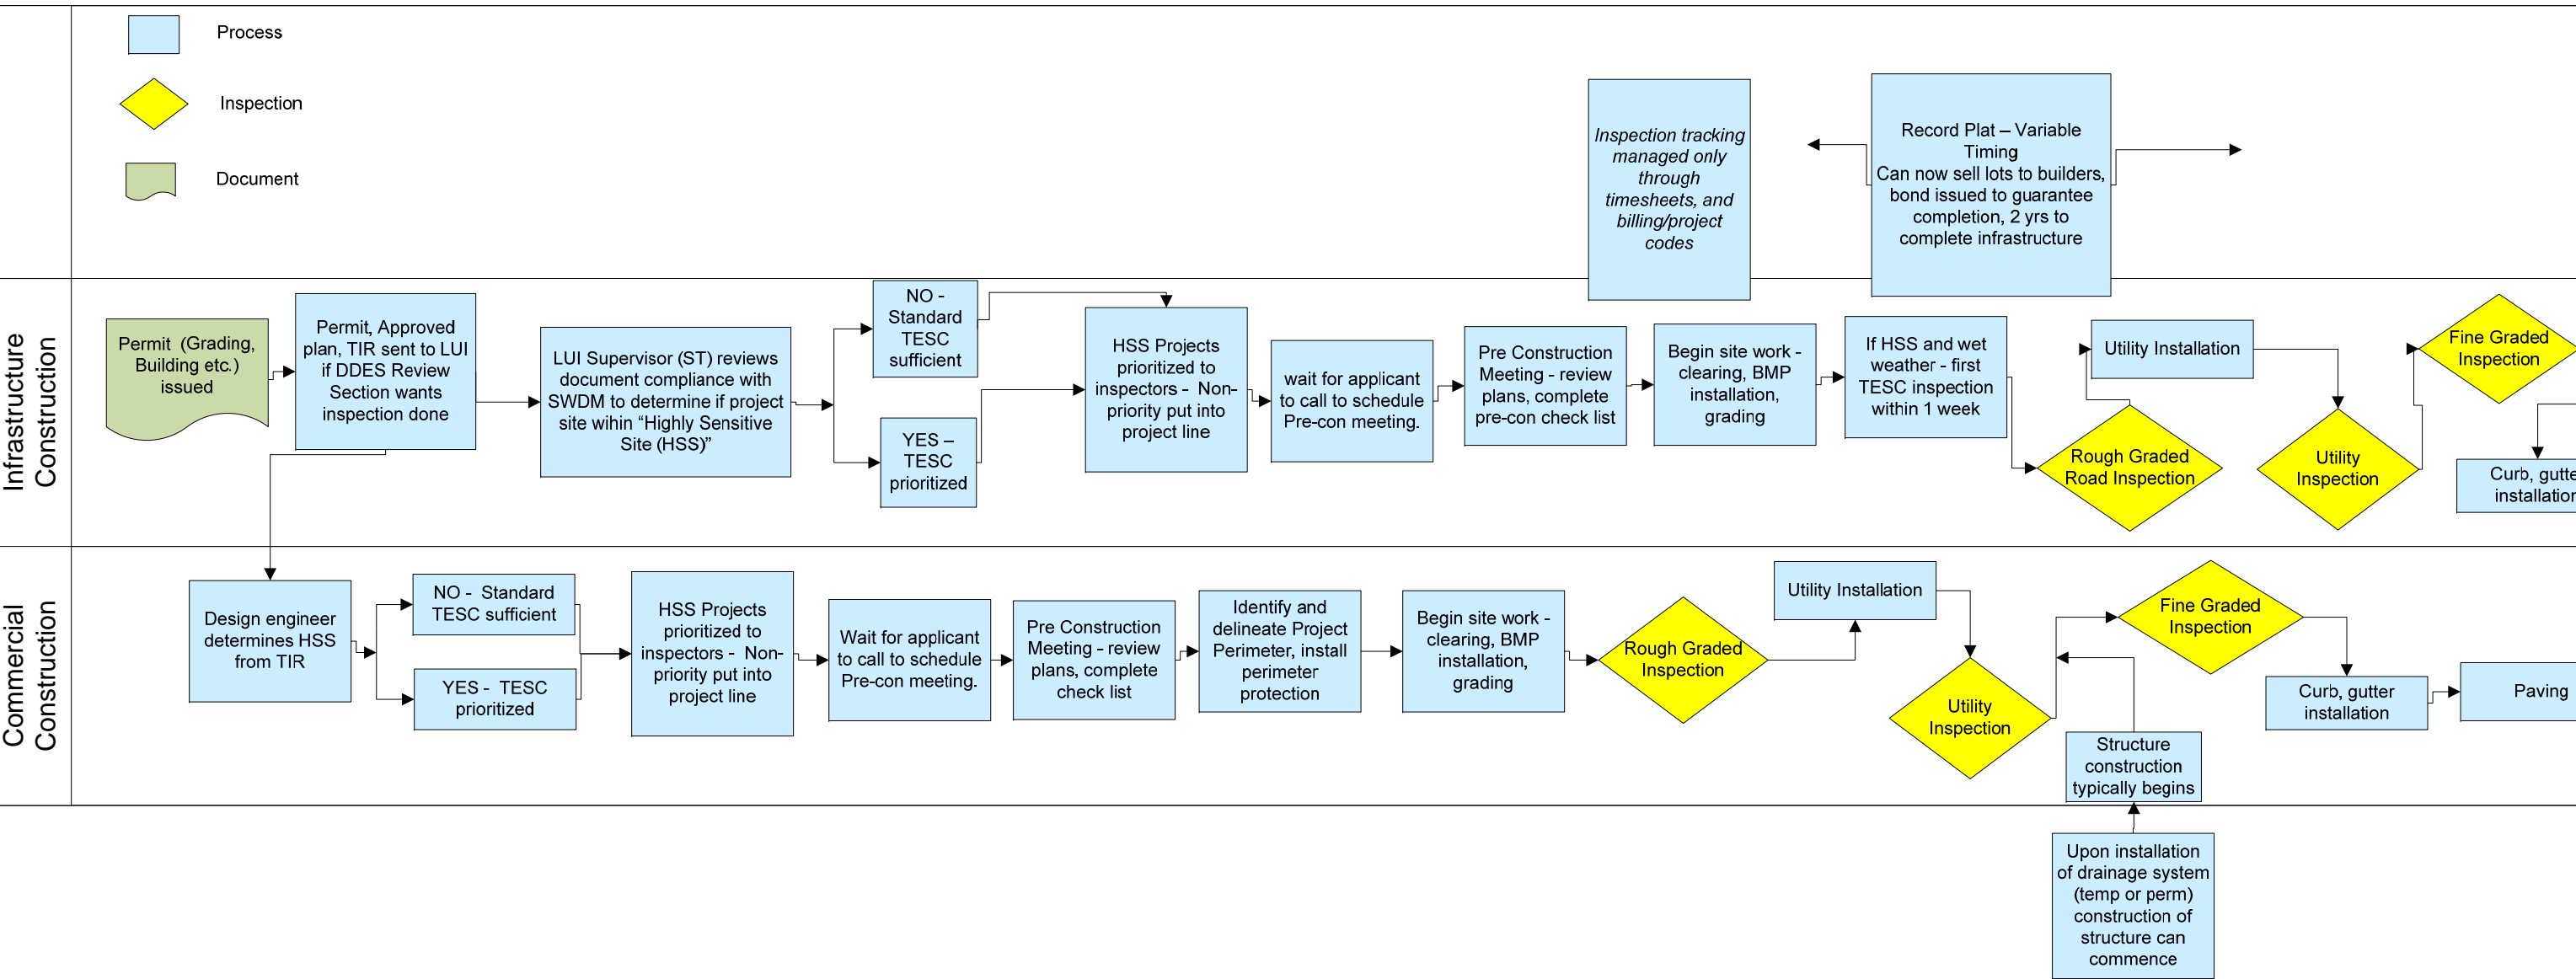 Process
Inspection
Document
Inspection tracking
managed only
through
timesheets, and
billing/project
codes
Record Plat – Variable
Timing
Can now sell lots to builders,
bond issued to guarantee
completion, 2 yrs to
complete infrastructure
Infrastructure
Construction
Permit (Grading,
Building etc.)
issued
Permit, Approved
plan, TIR sent to LUI
if DDES Review
Section wants
inspection done
LUI Supervisor (ST) reviews
document compliance with
SWDM to determine if project
site wihin “Highly Sensitive
Site (HSS)”
NO -
Standard
TESC
sufficient
YES –
TESC
prioritized
HSS Projects
prioritized to
inspectors - Non-
priority put into
project line
wait for applicant
to call to schedule
Pre-con meeting.
Pre Construction
Meeting - review
plans, complete
pre-con check list
Begin site work -
clearing, BMP
installation,
grading
If HSS and wet
weather - first
TESC inspection
within 1 week
Rough Graded
Road Inspection
Utility Installation
Utility
Inspection
Fine Graded
Inspection
Curb, gutte
installation
Commercial
Construction
Design engineer
determines HSS
from TIR
NO - Standard
TESC sufficient
YES - TESC
prioritized
HSS Projects
prioritized to
inspectors - Non-
priority put into
project line
Wait for applicant
to call to schedule
Pre-con meeting.
Pre Construction
Meeting - review
plans, complete
check list
Identify and
delineate Project
Perimeter, install
perimeter
protection
Begin site work -
clearing, BMP
installation,
grading
Rough Graded
Inspection
Utility Installation
Utility
Inspection
Fine Graded
Inspection
Curb, gutter
installation
Paving
Structure
construction
typically begins
Upon installation
of drainage system
(temp or perm)
construction of
structure can
commence